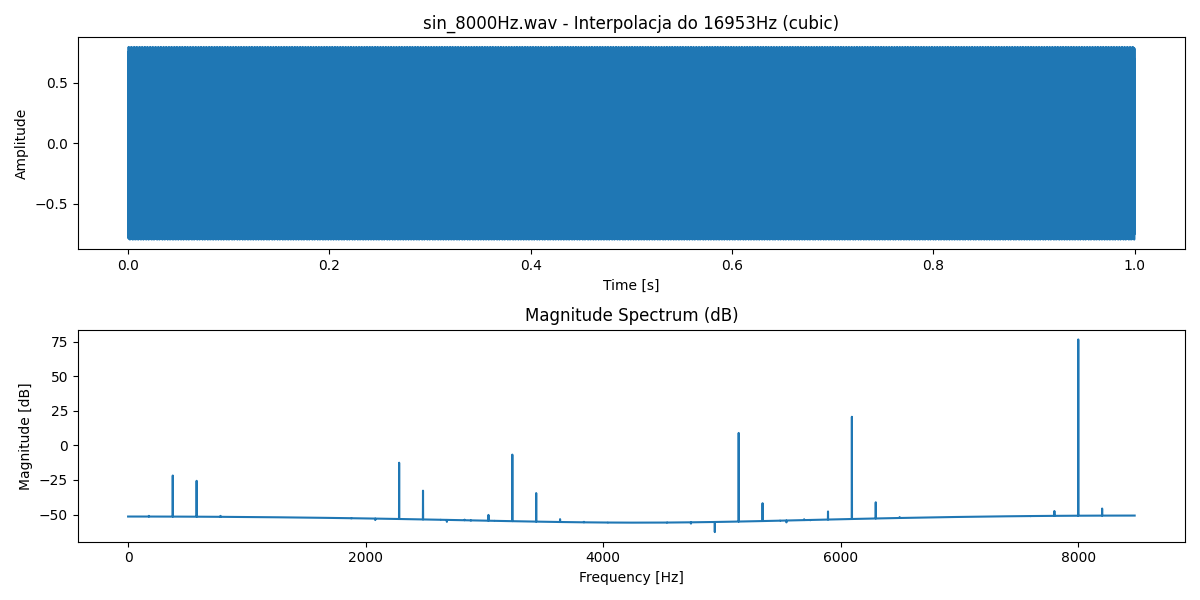 sin_8000Hz.wav - Interpolacja do 16953Hz (cubic)
0.5
0.0
−0.5
Amplitude
0.0 0.2 0.4 0.6 0.8 1.0
Time [s]
Magnitude Spectrum (dB)
75
50
25
0
−25
−50
Magnitude [dB]
0 2000 4000 6000 8000
Frequency [Hz]